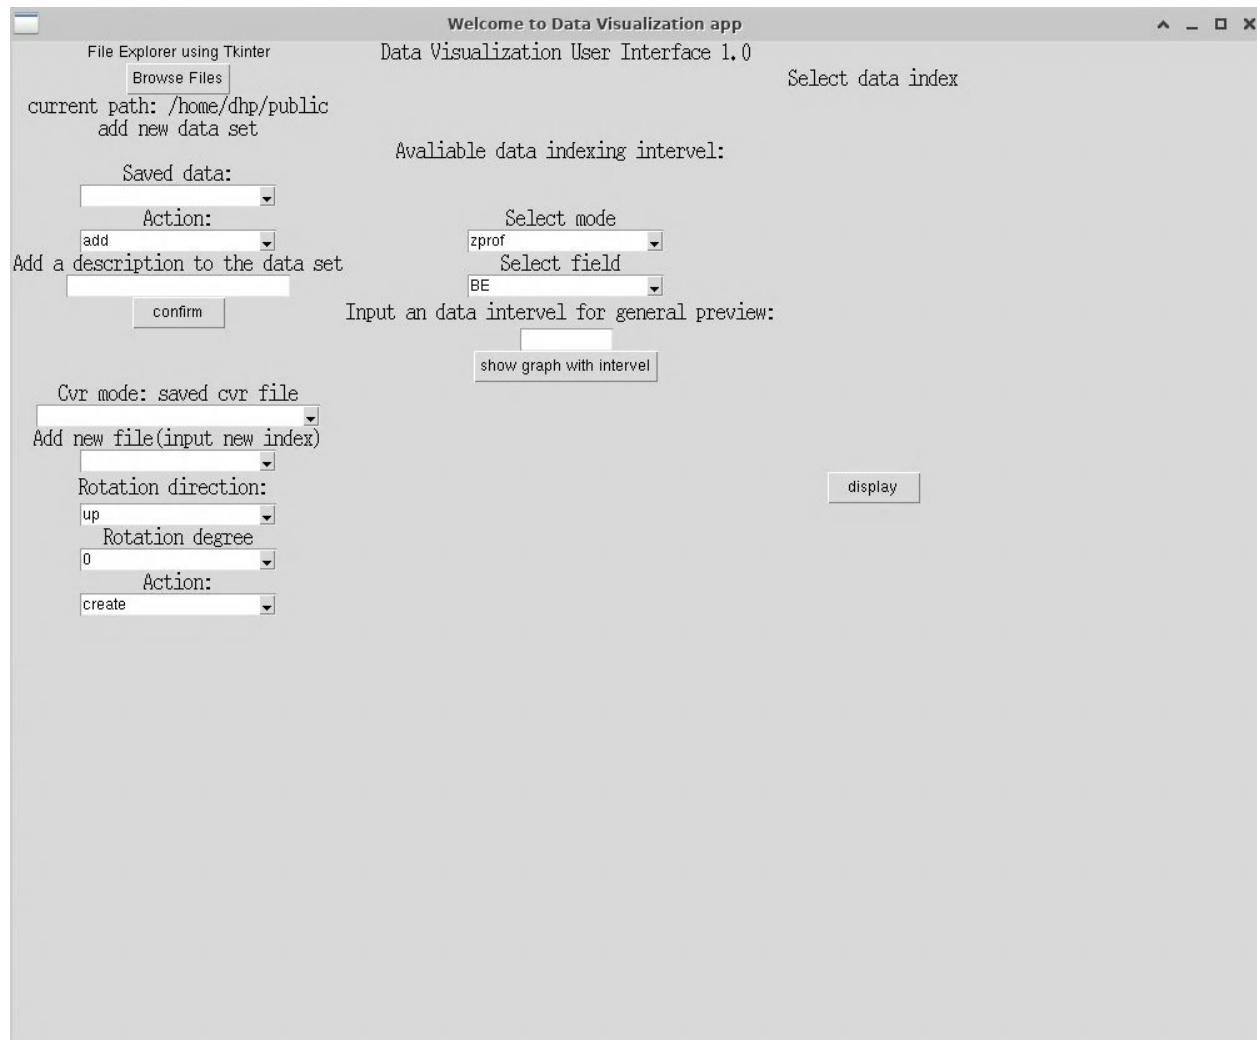 Welcome to Data Visualization app
File Explorer using Tkinter
Data Visualization User Interface 1.0
Browse Files
Select data index
current path: /home/dhp/public
add new data set
Avaliable data indexing intervel:
Saved data:
Action:
add
Add a description to the data set
confirm
Select mode
zprof
Select field
BE
Input an data intervel for general preview:
show graph with intervel
Cvr mode: saved cvr file
Add new file(input new index)
Rotation direction:
up
Rotation degree
0
Action:
create
display